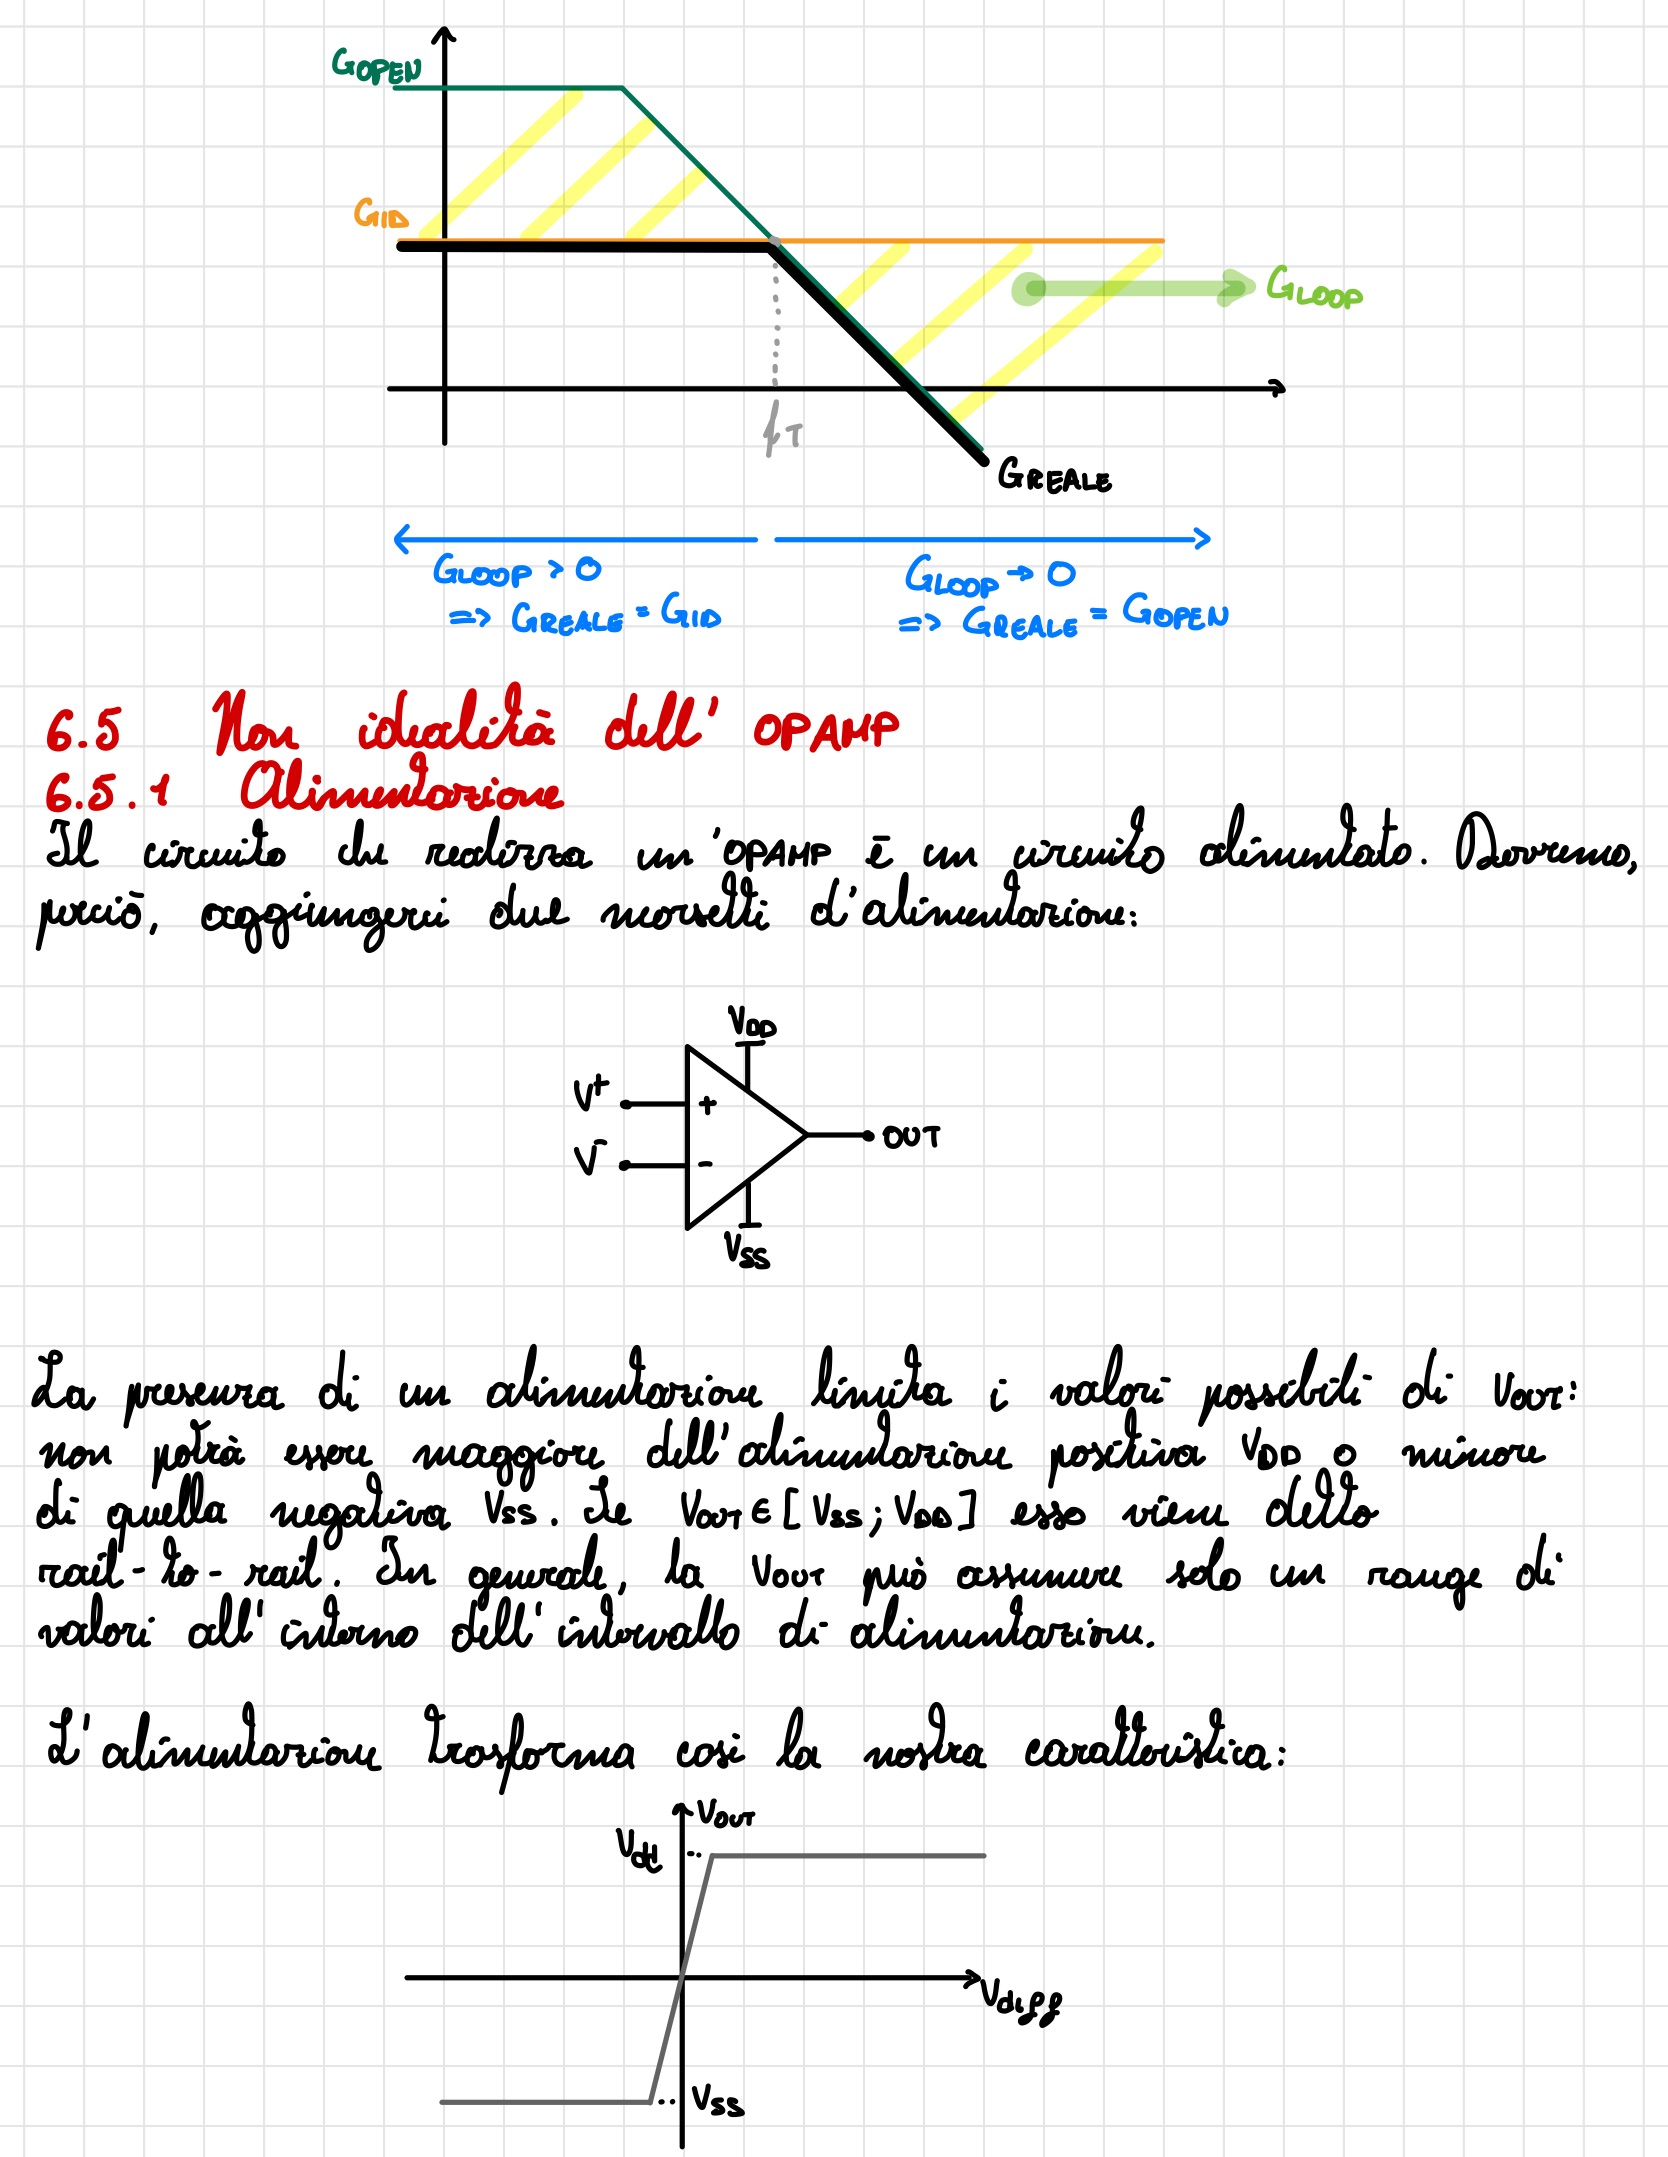 GOPEN
GID
GLOOP
fT
GREALE
GLOOP > 0
GLOOP → 0
=> GREALE = GID
=> GREALE = GOPEN
6.5 Non idealità dell' OPAMP
6.5.1 Alimentazione
Il circuito che realizza un'OPAMP è un circuito alimentato. Dovremo,
perciò, aggiungerci due morsetti d'alimentazione:
VDD
V+
+
OUT
V-
-
VSS
La presenza di un alimentazione limita i valori possibili di VOUT:
non potrà essere maggiore dell'alimentazione positiva VDD o minore
di quella negativa VSS. Se VOUT ∈ [VSS; VDD] esso viene detto
rail-to-rail. In generale, la VOUT può assumere solo un range di
valori all'interno dell'intervallo di alimentazione.
L'alimentazione trasforma così la nostra caratteristica:
VOUT
Vdiff
VSS